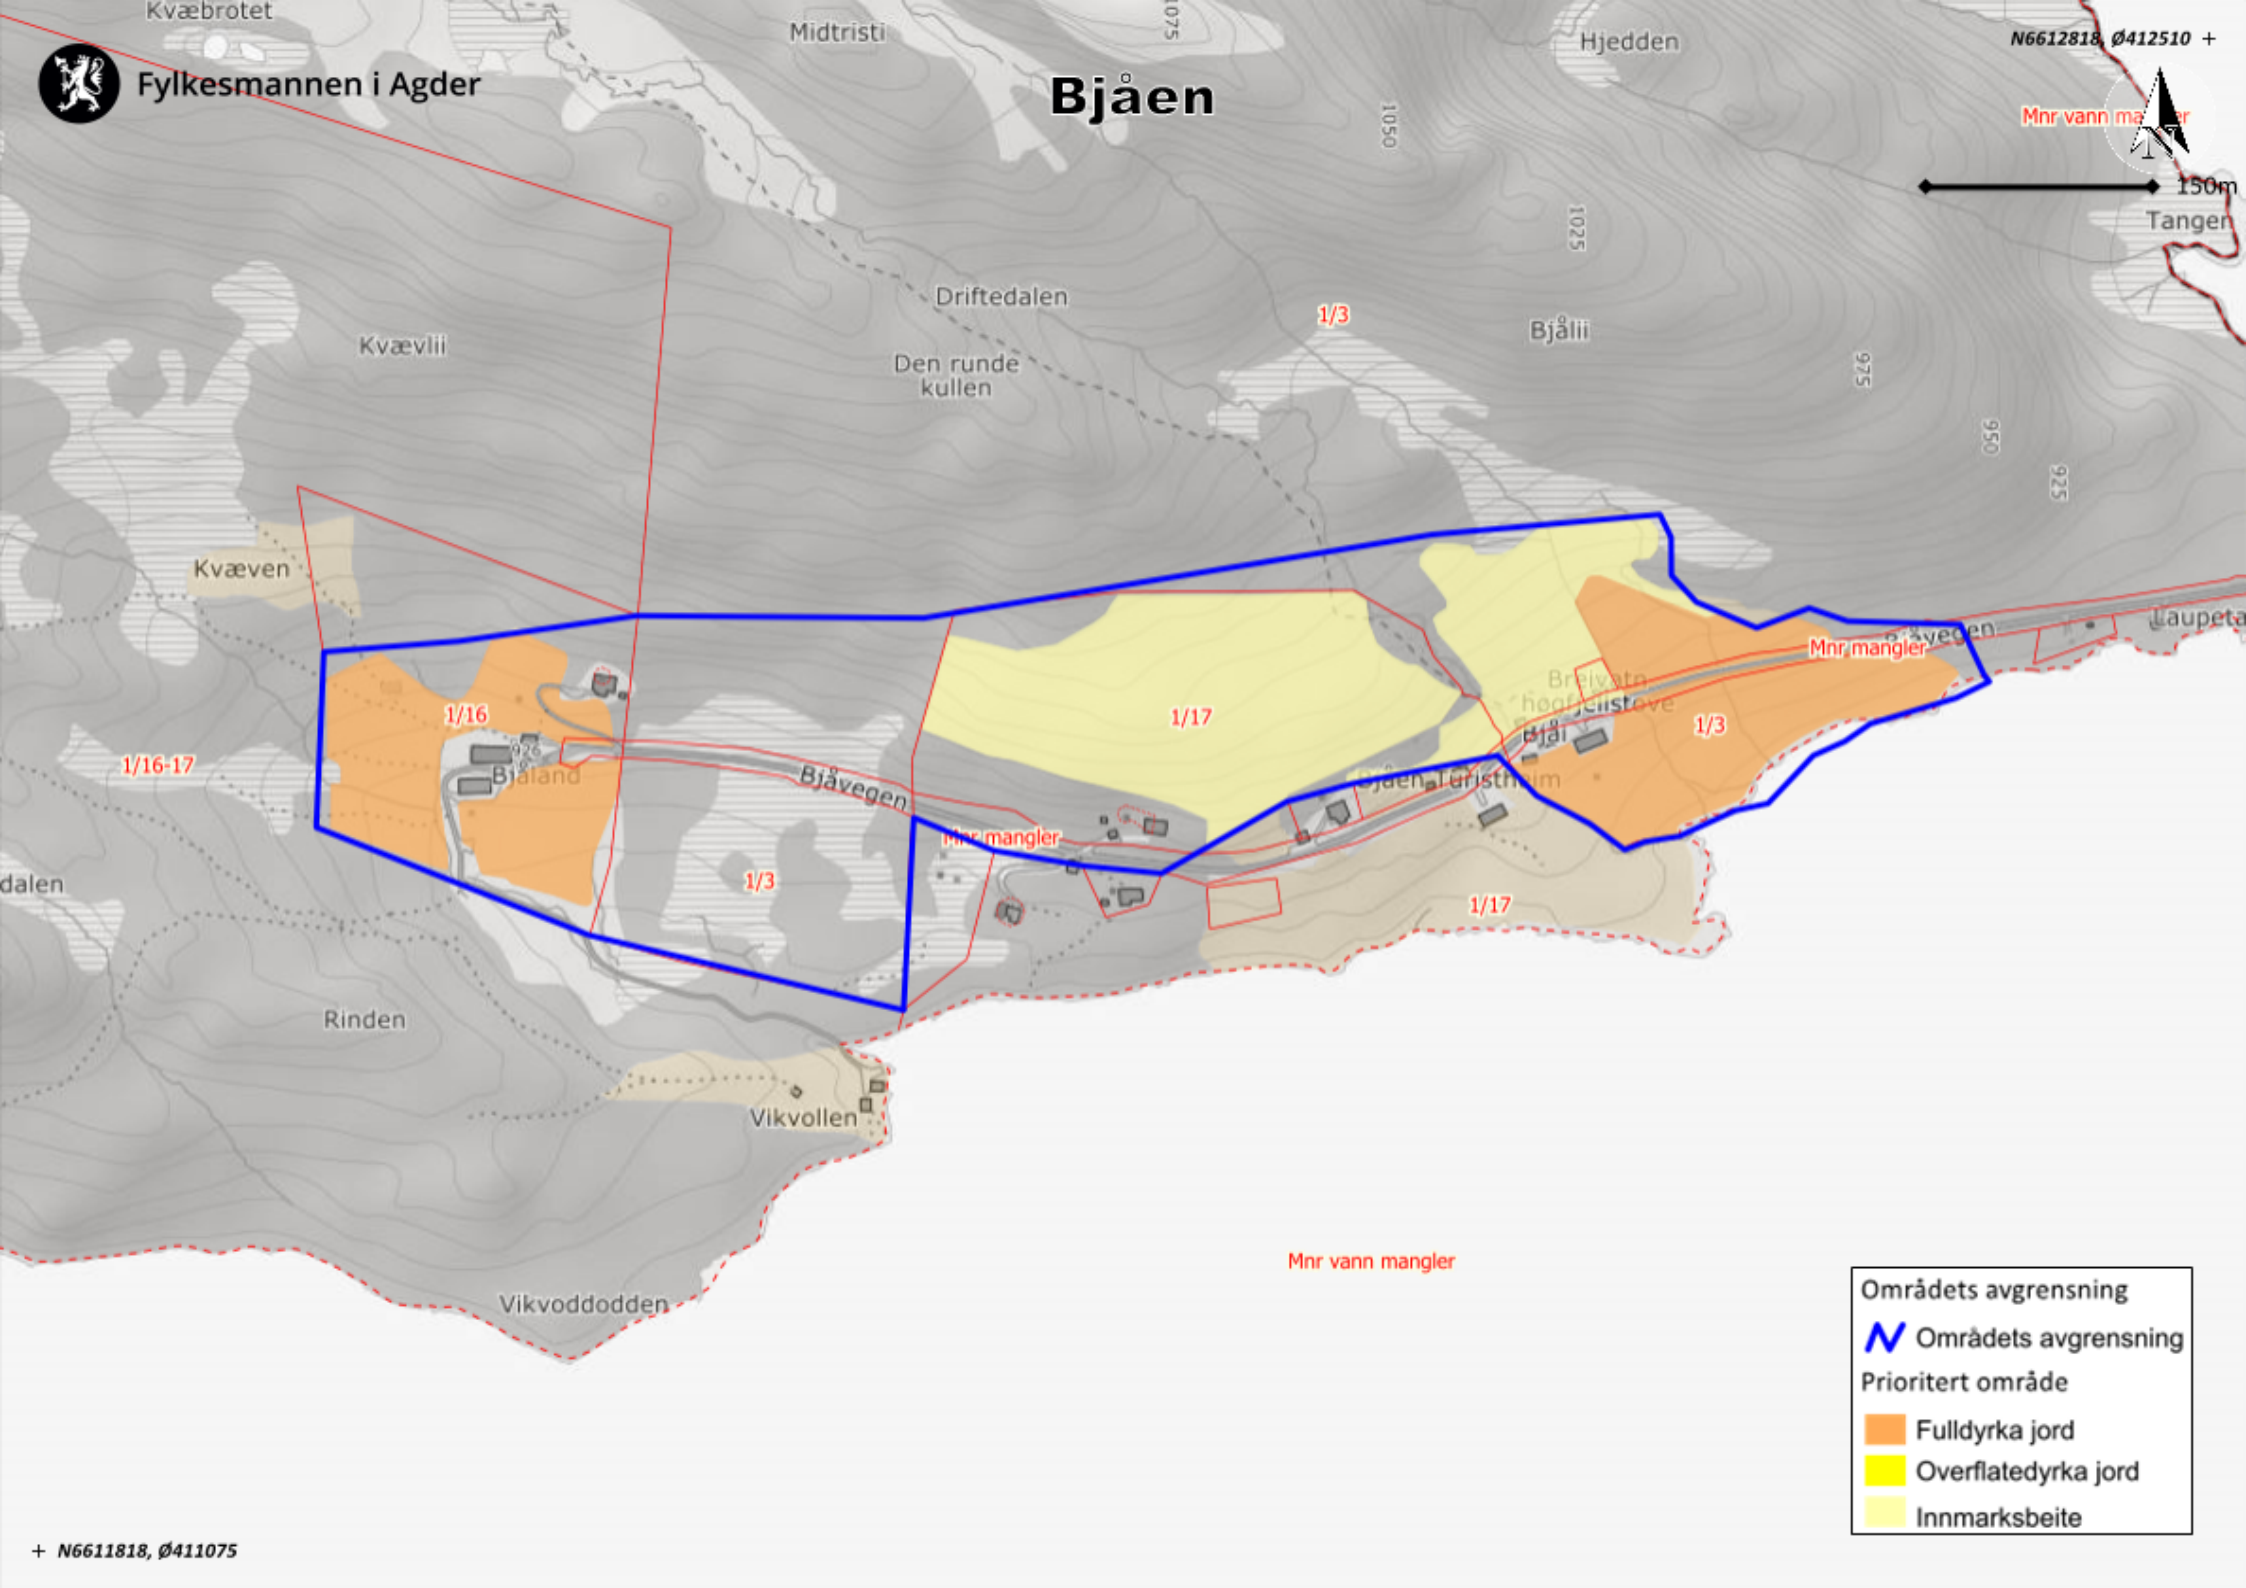 Kvæbrotet
Midtristi
1075
Hjedden
N6612818, Ø412510 +
Fylkesmannen i Agder
Bjåen
1050
150m
Tangen
1025
Driftedalen
1/3
Bjålii
Kvævlii
Den runde
kullen
975
950
925
Kvæven
Laupeta
Bjåvegen
Mnr mangler
Breivatn
høgfjellstove
1/16
1/17
1/3
Bjåi
926
1/16-17
Bjåland
Bjåvegen
Bjåen Turistheim
Mnr mangler
1/3
dalen
1/17
Rinden
Vikvollen
Mnr vann mangler
Vikvoddodden
Områdets avgrensning
Områdets avgrensning
Prioritert område
Fulldyrka jord
Overflatedyrka jord
Innmarksbeite
+ N6611818, Ø411075